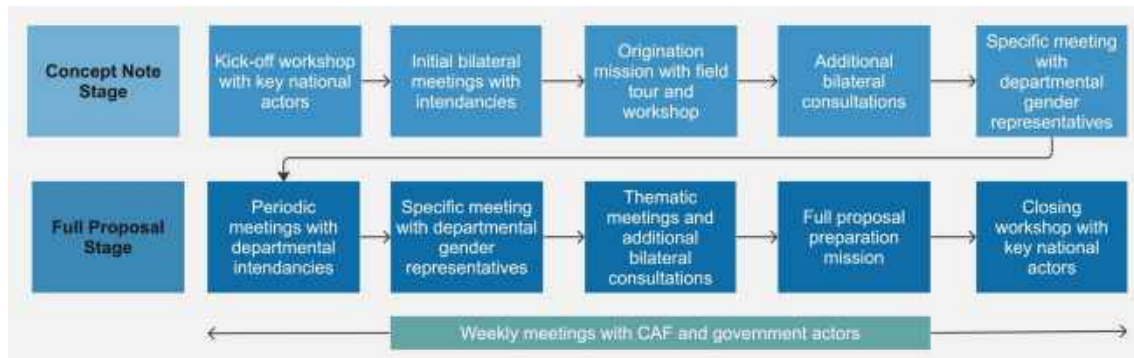 Concept Note
Stage
Kick-off workshop
with key national
actors
Initial bilateral
meetings with
intendancies
Origination
mission with field
tour and
workshop
Additional
bilateral
consultations
Specific meeting
with
departmental
gender
representatives
Full Proposal
Stage
Periodic
meetings with
departmental
intendancies
Specific meeting
with departmental
gender
representatives
Thematic
meetings and
additional
bilateral
consultations
Full proposal
preparation
mission
Closing
workshop with
key national
actors
Weekly meetings with CAF and government actors